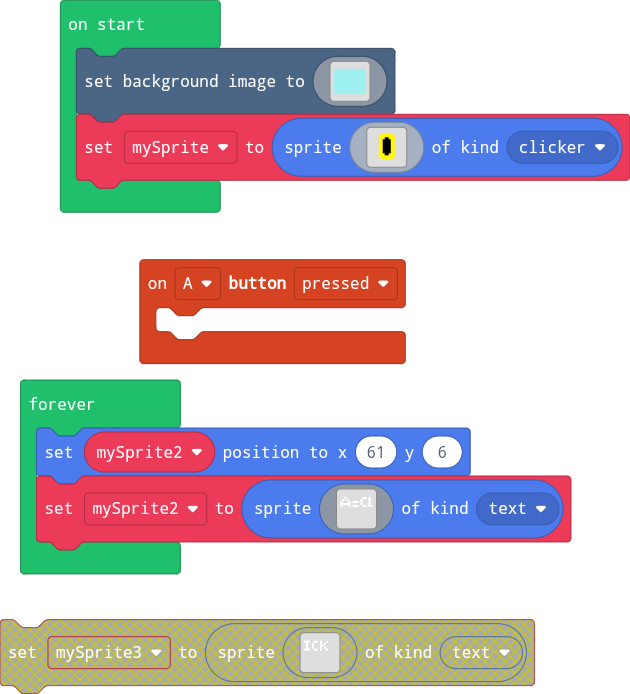 on start
set background image to
set mySprite to sprite of kind clicker
on A button pressed
forever
set mySprite2 position to x 61 y 6
set mySprite2 to sprite A=CL of kind text
set mySprite3 to sprite ICK of kind text